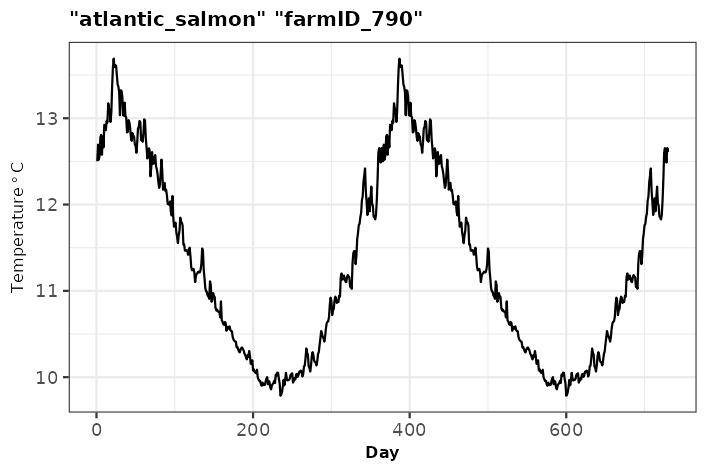 "atlantic_salmon" "farmID_790"
Temperature ° C
13
12
11
10
0 200 400 600
Day